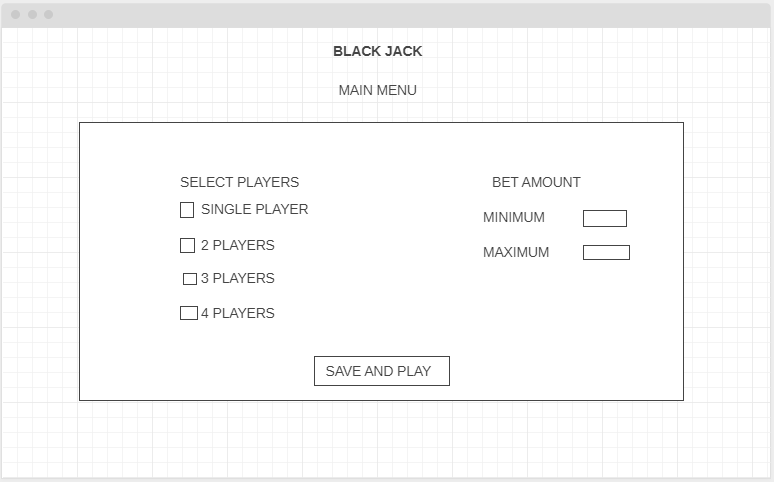 BLACK JACK
MAIN MENU
SELECT PLAYERS
SINGLE PLAYER
2 PLAYERS
3 PLAYERS
4 PLAYERS
BET AMOUNT
MINIMUM
MAXIMUM
SAVE AND PLAY